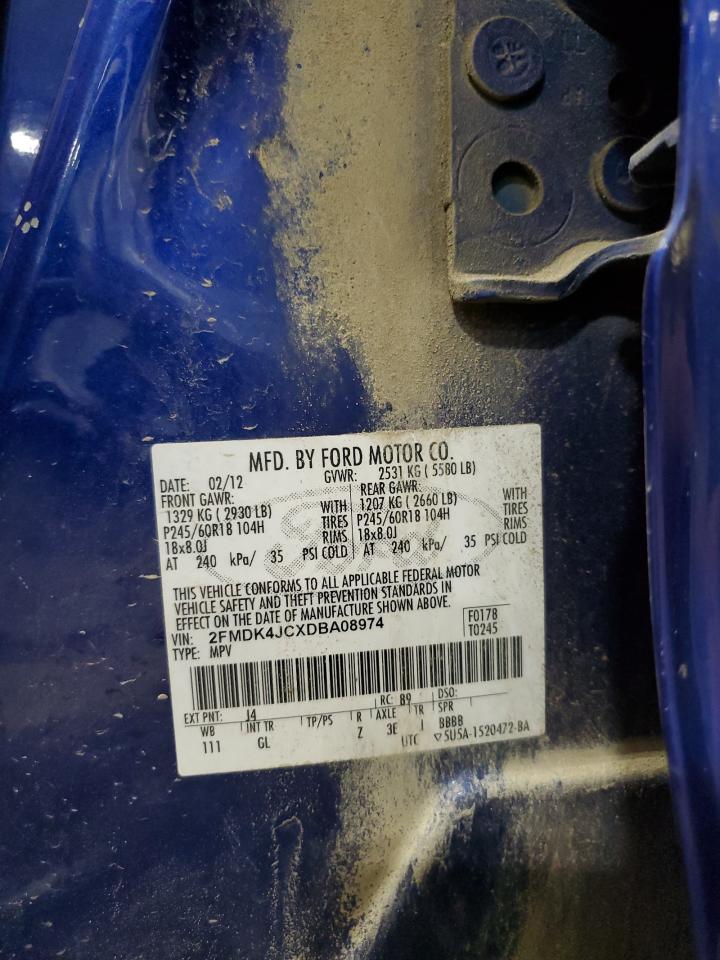 MFD. BY FORD MOTOR CO.
DATE: 02/12 GVWR: 2531 KG ( 5580 LB)
FRONT GAWR: REAR GAWR:
1329 KG ( 2930 LB) WITH 1207 KG ( 2660 LB) WITH
P245/60R18 104H TIRES P245/60R18 104H TIRES
18x8.0J RIMS 18x8.0J RIMS
AT 240 kPa/ 35 PSI COLD AT 240 kPa/ 35 PSI COLD
THIS VEHICLE CONFORMS TO ALL APPLICABLE FEDERAL MOTOR
VEHICLE SAFETY AND THEFT PREVENTION STANDARDS IN
EFFECT ON THE DATE OF MANUFACTURE SHOWN ABOVE.
VIN: 2FMDK4JCXDBA08974 F0178
TYPE: MPV T0245
EXT PNT: J4 RC: 89 DSO:
WB INT TR TP/PS R AXLE TR SPR
111 GL Z 3E I BBBB
UTC ▽5U5A-1520472-BA